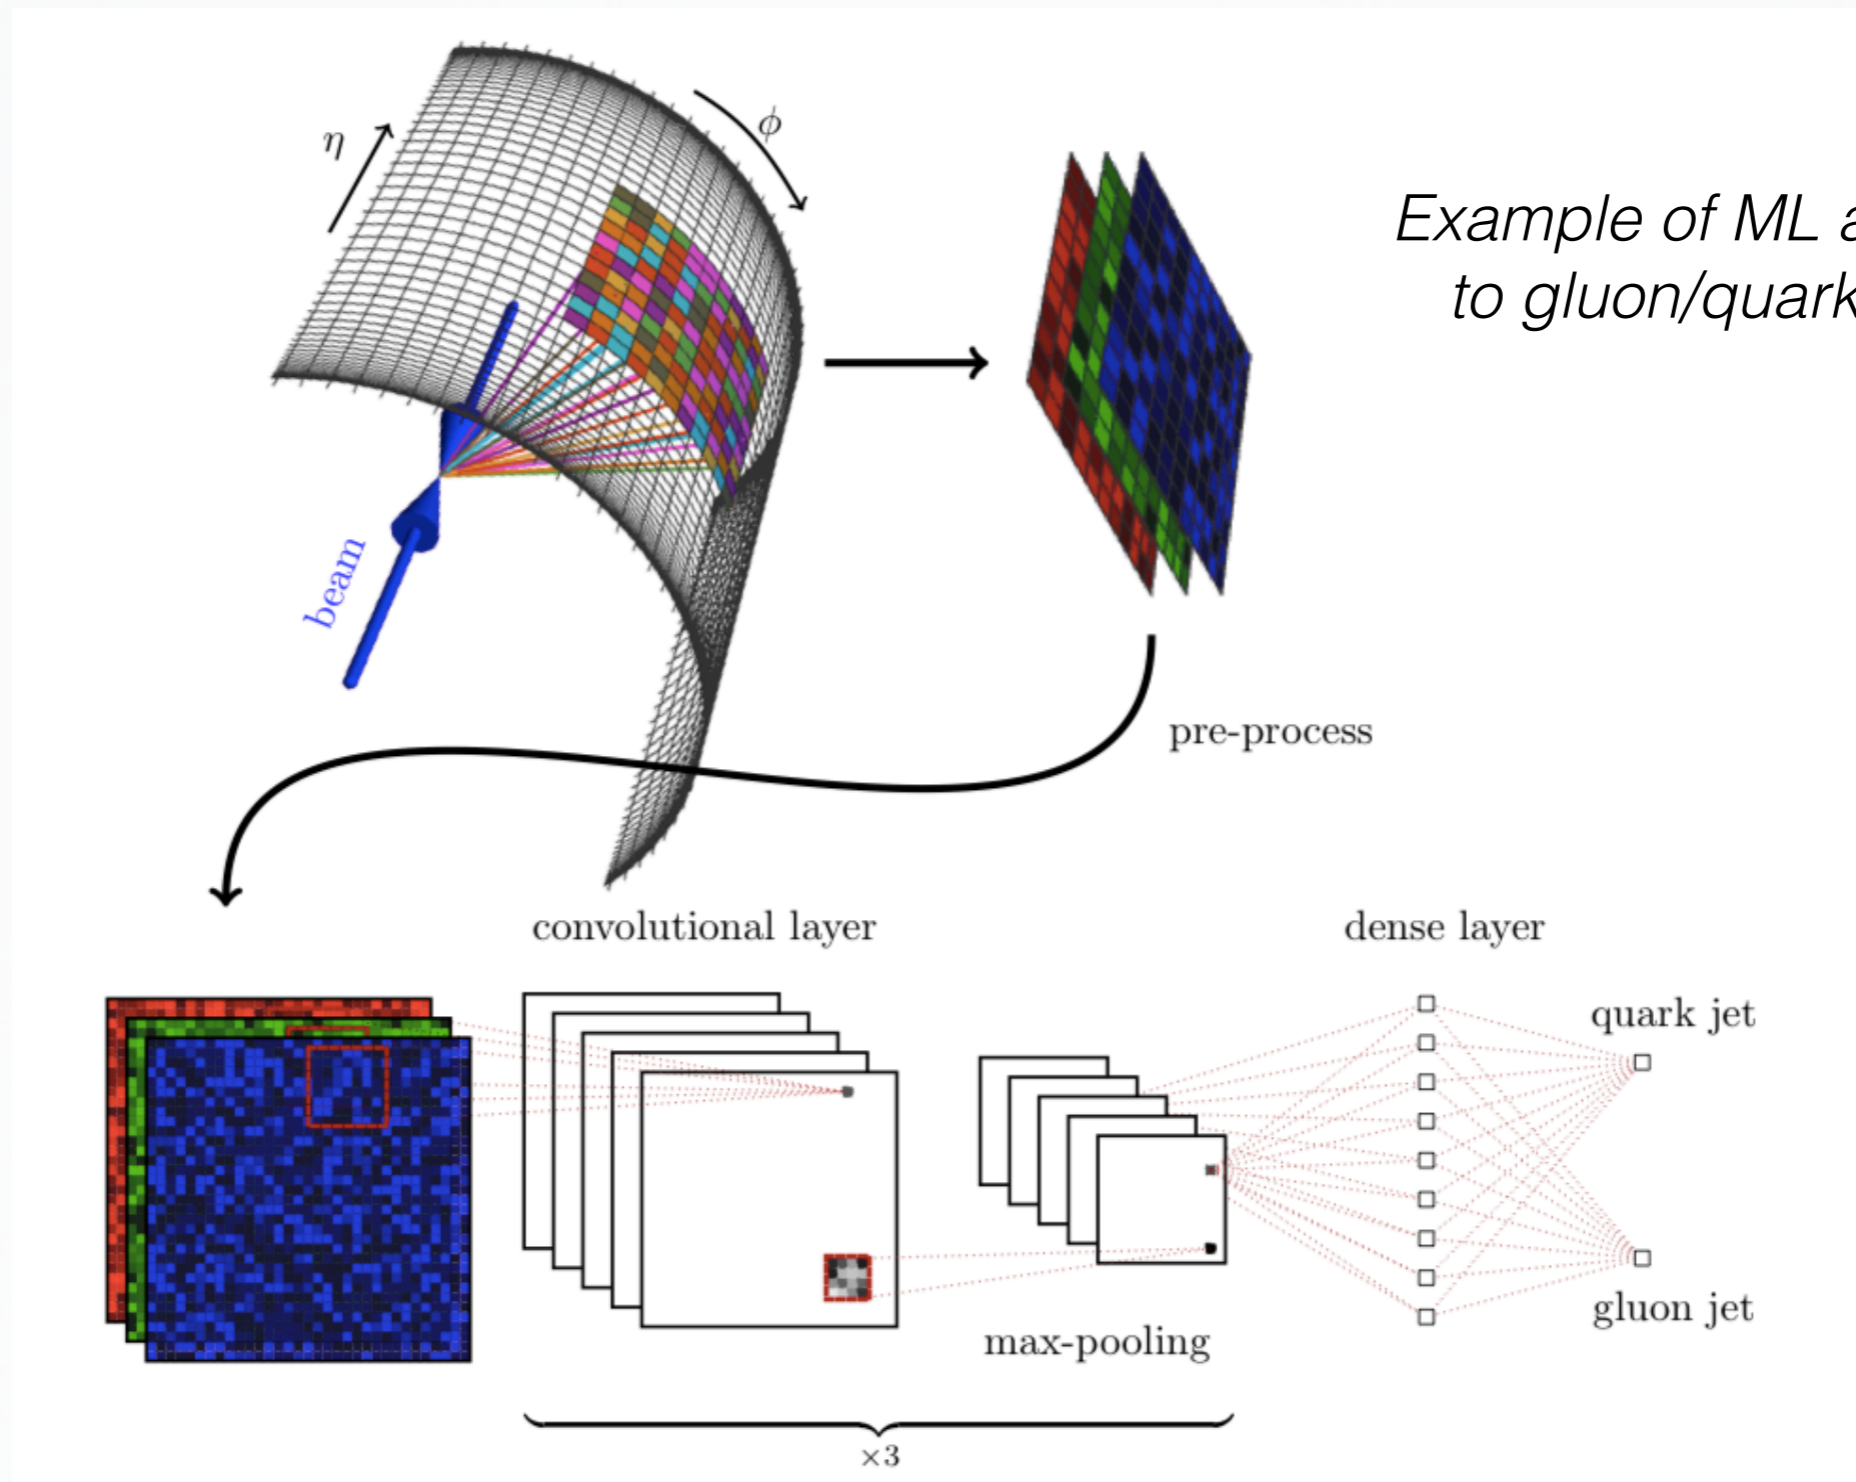 η
ϕ
Example of ML
to gluon/quark
beam
pre-process
convolutional layer
dense layer
quark jet
gluon jet
max-pooling
×3